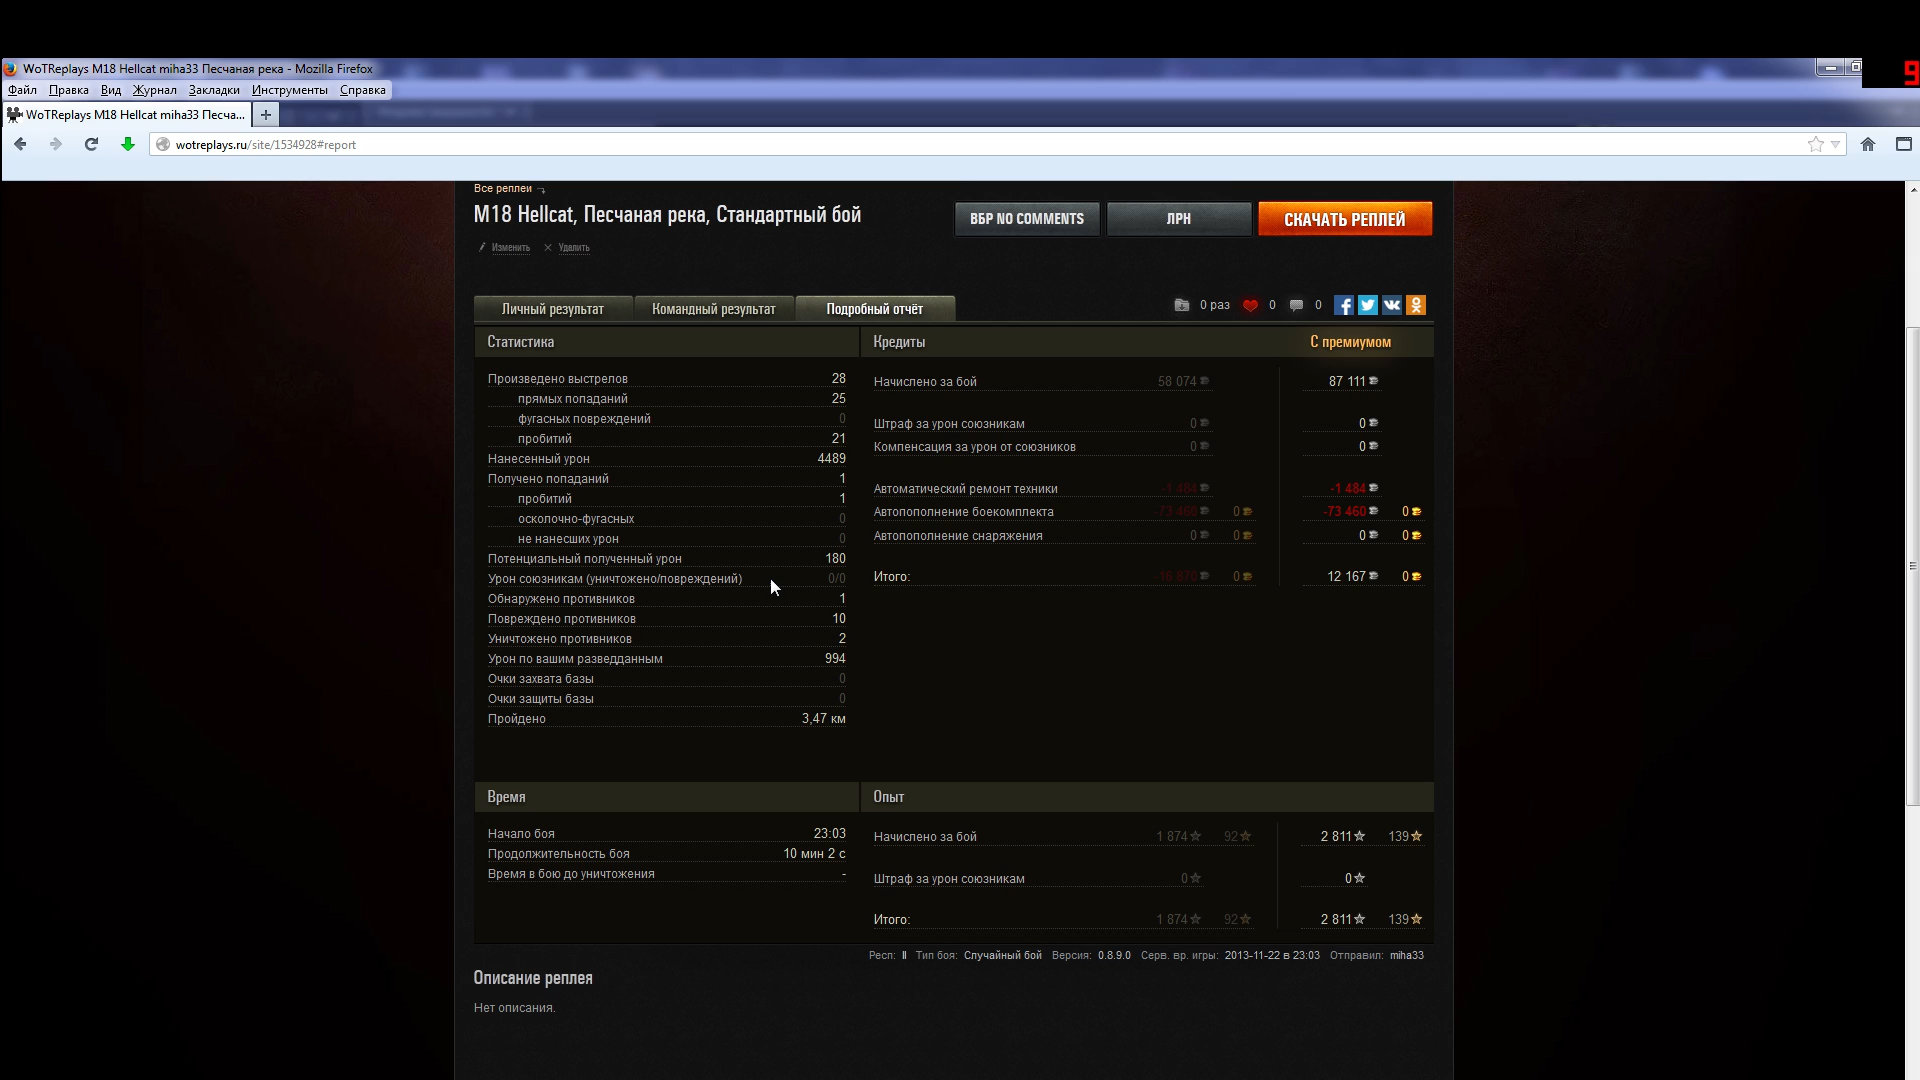 WoTReplays M18 Hellcat miha33 Песчаная река - Mozilla Firefox
9
Файл Правка Вид Журнал Закладки Инструменты Справка
WoTReplays M18 Hellcat miha33 Песча... +
wotreplays.ru/site/1534928#report
Все реплеи
M18 Hellcat, Песчаная река, Стандартный бой
ВБР NO COMMENTS ЛРН СКАЧАТЬ РЕПЛЕЙ
Изменить Удалить
Личный результат Командный результат Подробный отчёт 0 раз 0 0
Статистика
Произведено выстрелов 28
прямых попаданий 25
фугасных повреждений 0
пробитий 21
Нанесенный урон 4489
Получено попаданий 1
пробитий 1
осколочно-фугасных 0
не нанесших урон 0
Потенциальный полученный урон 180
Урон союзникам (уничтожено/повреждений) 0/0
Обнаружено противников 1
Повреждено противников 10
Уничтожено противников 2
Урон по вашим разведданным 994
Очки захвата базы 0
Очки защиты базы 0
Пройдено 3,47 км
Кредиты С премиумом
Начислено за бой 58 074 87 111
Штраф за урон союзникам 0 0
Компенсация за урон от союзников 0 0
Автоматический ремонт техники -1 484 -1 484
Автопополнение боекомплекта -73 460 0 -73 460 0
Автопополнение снаряжения 0 0 0 0
Итого: -16 870 0 12 167 0
Время
Начало боя 23:03
Продолжительность боя 10 мин 2 с
Время в бою до уничтожения -
Опыт
Начислено за бой 1 874 92 2 811 139
Штраф за урон союзникам 0 0
Итого: 1 874 92 2 811 139
Респ: II Тип боя: Случайный бой Версия: 0.8.9.0 Серв. вр. игры: 2013-11-22 в 23:03 Отправил: miha33
Описание реплея
Нет описания.